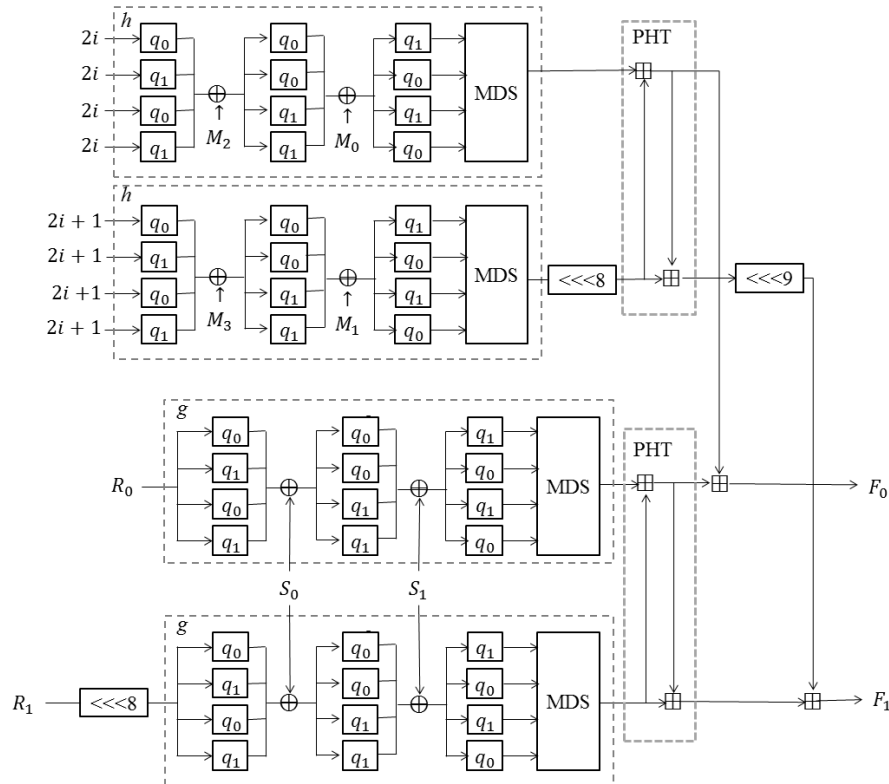 h
2i q₀ q₀ q₁
2i q₁ q₀ q₀
2i q₀ q₁ q₁
2i q₁ q₁ q₀
M₂ M₀ MDS PHT
h
2i + 1 q₀ q₀ q₁
2i + 1 q₁ q₀ q₀
2i +1 q₀ q₁ q₁
2i + 1 q₁ q₁ q₀
M₃ M₁ MDS <<<8 <<<9
g
q₀ q₀ q₁
q₁ q₀ q₀
R₀ MDS PHT F₀
q₀ q₁ q₁
q₁ q₁ q₀
S₀ S₁
g
q₀ q₀ q₁
q₁ q₀ q₀
R₁ <<<8 MDS F₁
q₀ q₁ q₁
q₁ q₁ q₀